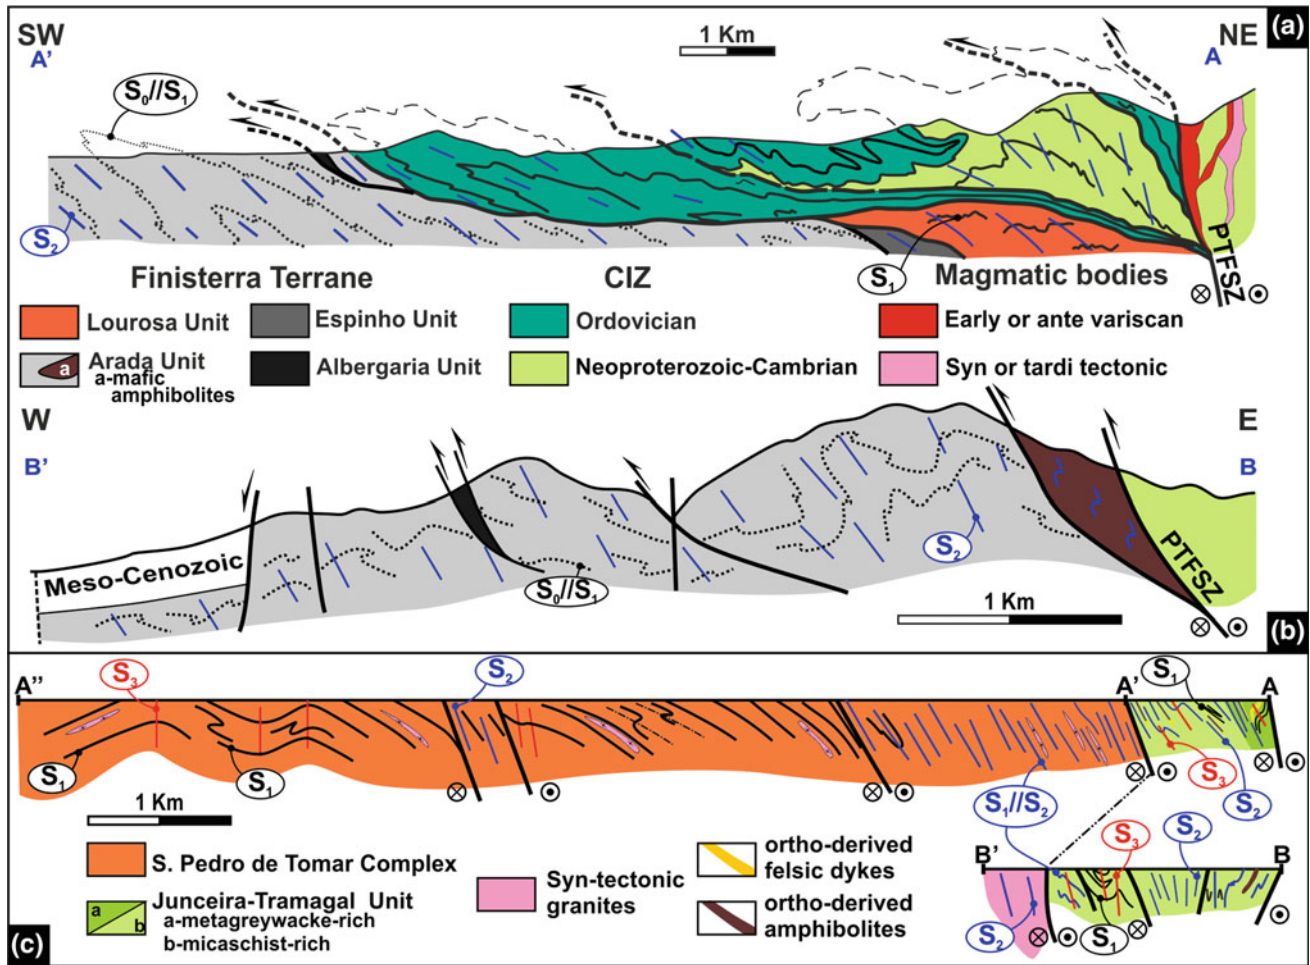 SW
A'
1 Km
NE
A
(a)
S0//S1
S2
S1
PTFSZ
Finisterra Terrane
CIZ
Magmatic bodies
Lourosa Unit
Espinho Unit
Ordovician
Early or ante variscan
a
Arada Unit
a-mafic
amphibolites
Albergaria Unit
Neoproterozoic-Cambrian
Syn or tardi tectonic
W
B'
E
B
S2
Meso-Cenozoic
S0//S1
PTFSZ
1 Km
(b)
A''
S3
S2
A'
S1
A
S1
S1
S3
S2
1 Km
S1//S2
S. Pedro de Tomar Complex
a
b
Junceira-Tramagal Unit
a-metagreywacke-rich
b-micaschist-rich
Syn-tectonic
granites
ortho-derived
felsic dykes
ortho-derived
amphibolites
B'
S3
S2
B
S2
S1
(c)